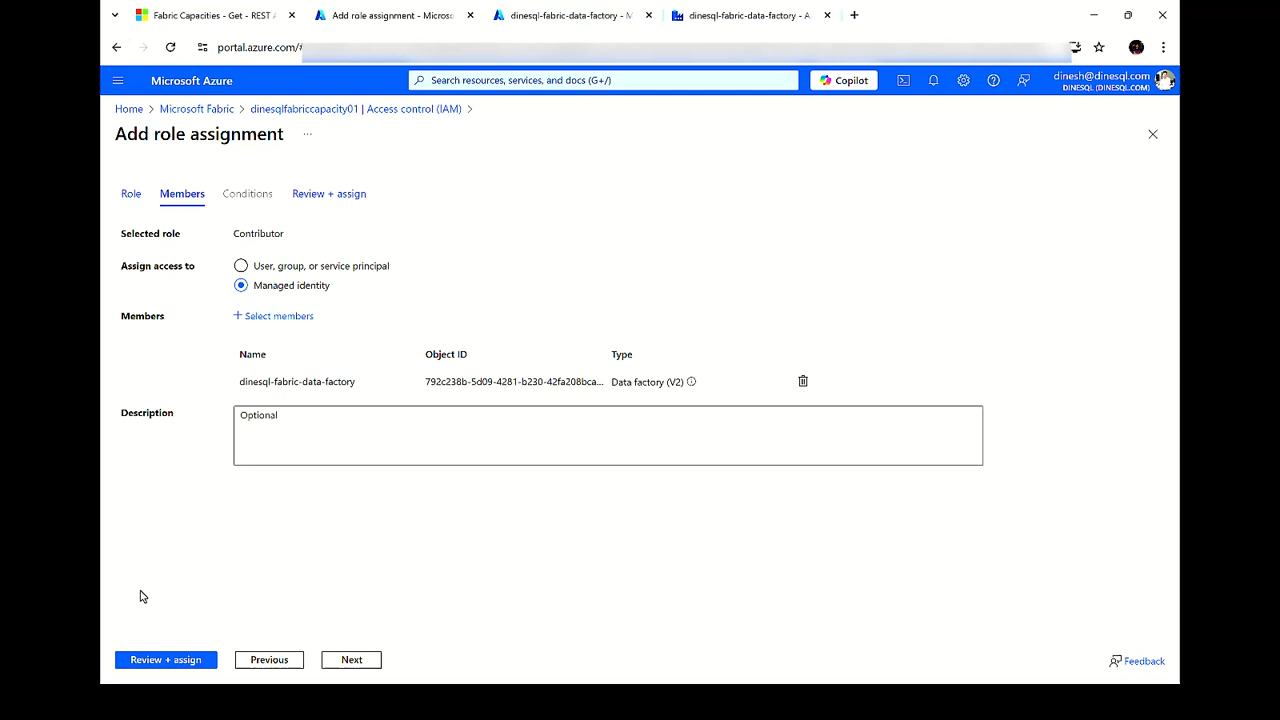 Fabric Capacities - Get - REST A
Add role assignment - Microso
dinesql-fabric-data-factory - M
dinesql-fabric-data-factory - A
portal.azure.com/#
Microsoft Azure
Search resources, services, and docs (G+/)
Copilot
dinesh@dinesql.com
DINESQL (DINESQL.COM)
Home > Microsoft Fabric > dinesqlfabriccapacity01 | Access control (IAM) >
Add role assignment ...
Role Members Conditions Review + assign
Selected role Contributor
Assign access to User, group, or service principal
Managed identity
Members + Select members
Name Object ID Type
dinesql-fabric-data-factory 792c238b-5d09-4281-b230-42fa208bca... Data factory (V2)
Description Optional
Review + assign Previous Next Feedback